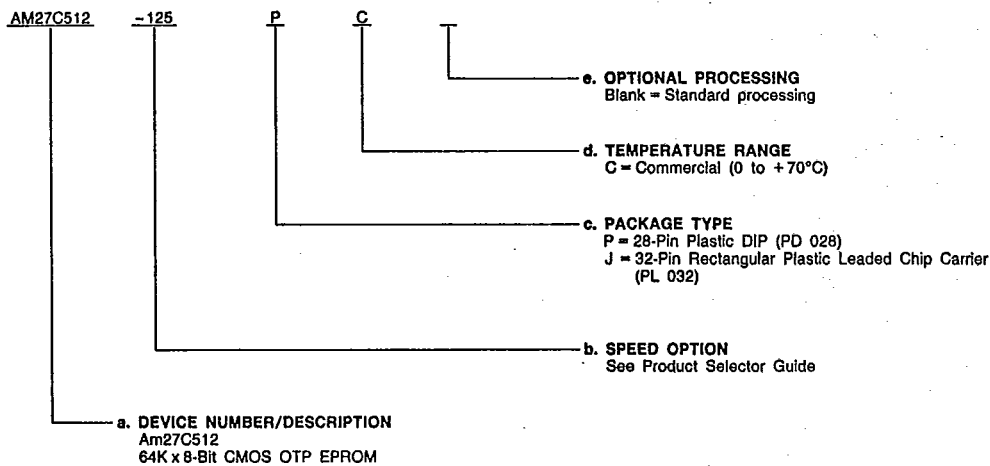 AM27C512 -125 P C
e. OPTIONAL PROCESSING
Blank = Standard processing
d. TEMPERATURE RANGE
C = Commercial (0 to +70°C)
c. PACKAGE TYPE
P = 28-Pin Plastic DIP (PD 028)
J = 32-Pin Rectangular Plastic Leaded Chip Carrier
(PL 032)
b. SPEED OPTION
See Product Selector Guide
a. DEVICE NUMBER/DESCRIPTION
Am27C512
64K x 8-Bit CMOS OTP EPROM